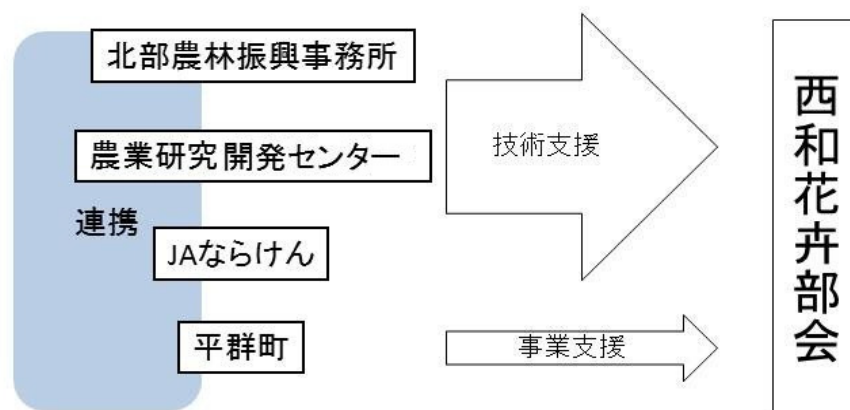 北部農林振興事務所
農業研究開発センター
連携
JAならけん
平群町
技術支援
事業支援
西和花卉部会